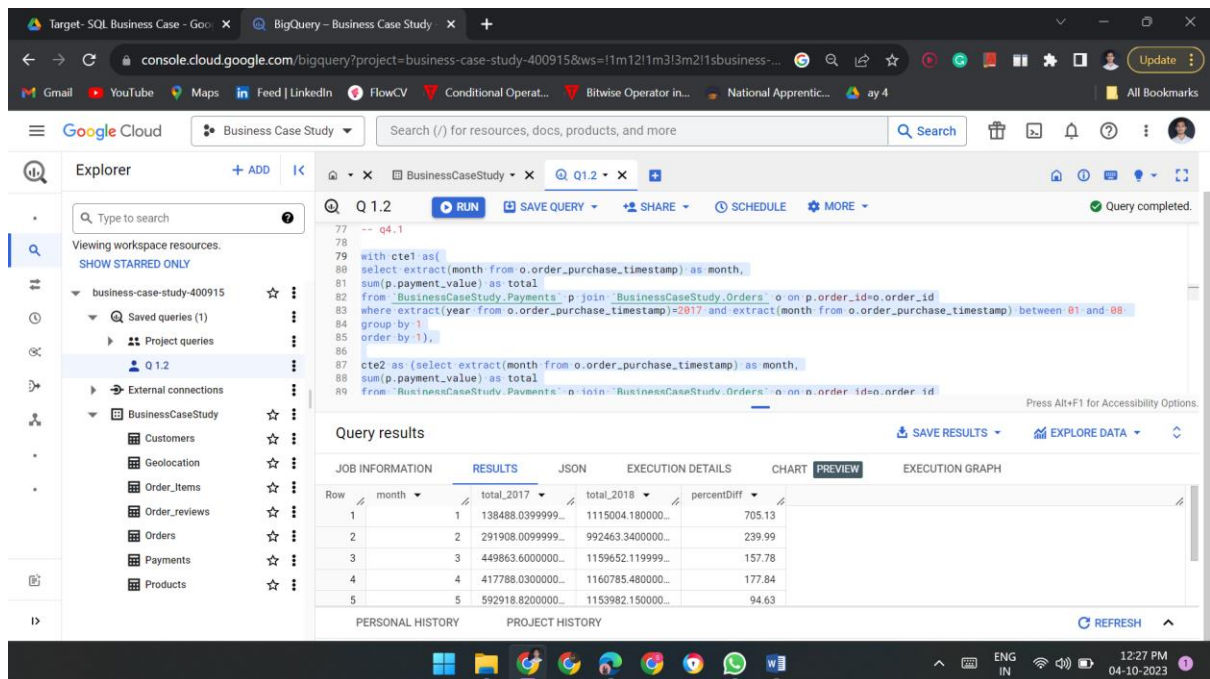 Target- SQL Business Case - Goo
BigQuery – Business Case Study -
console.cloud.google.com/bigquery?project=business-case-study-400915&ws=!1m12!1m3!3m2!1sbusiness-...
Update
Gmail YouTube Maps Feed | LinkedIn FlowCV Conditional Operat... Bitwise Operator in... National Apprentic... ay 4 All Bookmarks
Google Cloud Business Case Study Search (/) for resources, docs, products, and more Search
Explorer + ADD
BusinessCaseStudy Q1.2
Type to search
Q 1.2 RUN SAVE QUERY SHARE SCHEDULE MORE Query completed.
Viewing workspace resources.
SHOW STARRED ONLY
business-case-study-400915
Saved queries (1)
Project queries
Q 1.2
External connections
BusinessCaseStudy
Customers
Geolocation
Order_Items
Order_reviews
Orders
Payments
Products
77 -- q4.1
78
79 with cte1 as(
80 select extract(month from o.order_purchase_timestamp) as month,
81 sum(p.payment_value) as total
82 from `BusinessCaseStudy.Payments` p join `BusinessCaseStudy.Orders` o on p.order_id=o.order_id
83 where extract(year from o.order_purchase_timestamp)=2017 and extract(month from o.order_purchase_timestamp) between 01 and 08
84 group by 1
85 order by 1),
86
87 cte2 as (select extract(month from o.order_purchase_timestamp) as month,
88 sum(p.payment_value) as total
89 from `BusinessCaseStudy.Payments` p join `BusinessCaseStudy.Orders` o on p.order_id=o.order_id
Press Alt+F1 for Accessibility Options.
Query results SAVE RESULTS EXPLORE DATA
JOB INFORMATION RESULTS JSON EXECUTION DETAILS CHART PREVIEW EXECUTION GRAPH
Row month total_2017 total_2018 percentDiff
1 1 138488.0399999... 1115004.180000... 705.13
2 2 291908.0099999... 992463.3400000... 239.99
3 3 449863.6000000... 1159652.119999... 157.78
4 4 417788.0300000... 1160785.480000... 177.84
5 5 592918.8200000... 1153982.150000... 94.63
PERSONAL HISTORY PROJECT HISTORY REFRESH
ENG
IN
12:27 PM
04-10-2023
1